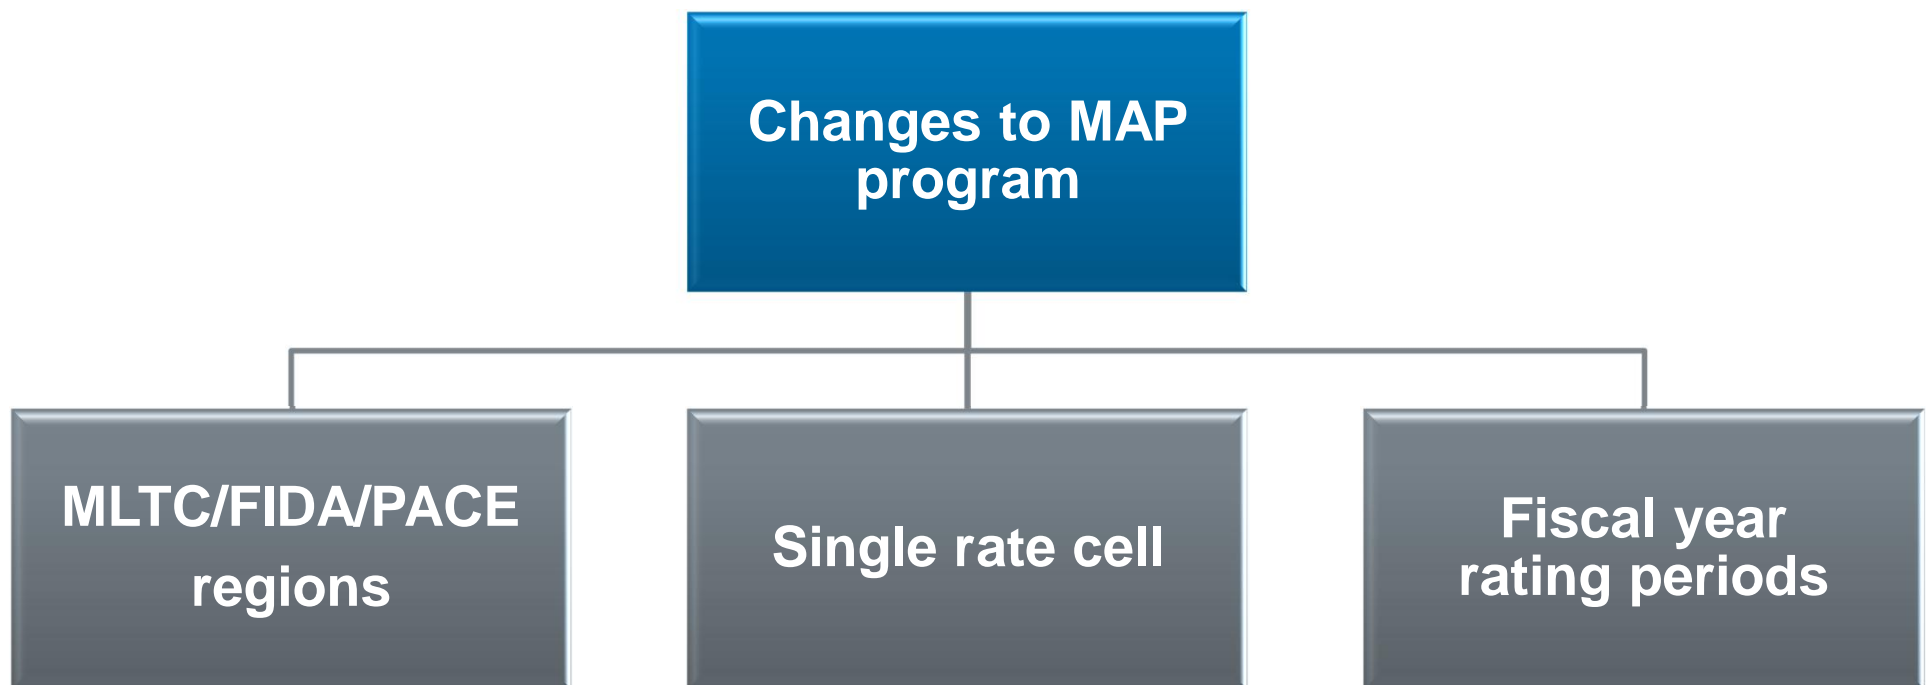 Changes to MAP
program
MLTC/FIDA/PACE
regions
Single rate cell
Fiscal year
rating periods